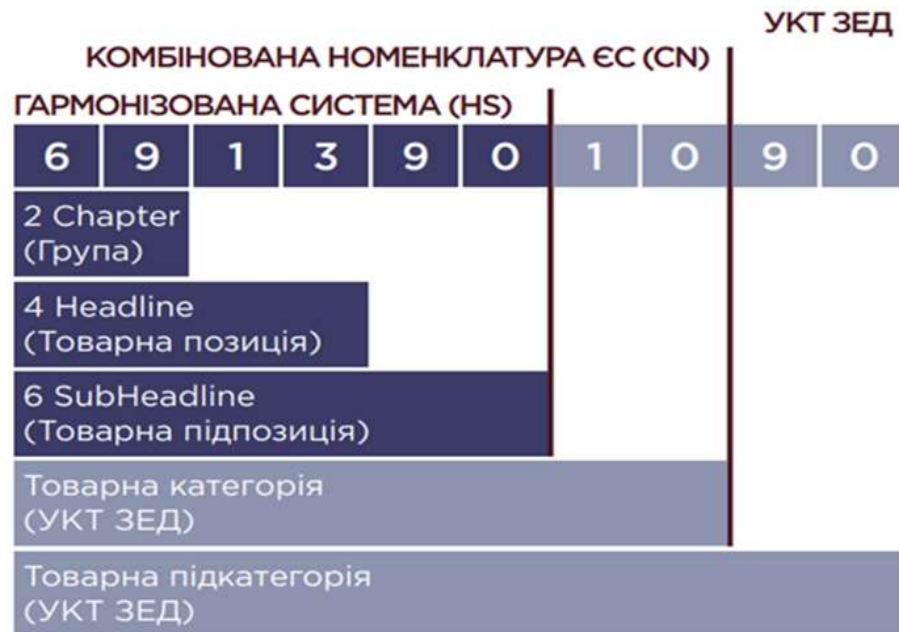 УКТ ЗЕД
КОМБІНОВАНА НОМЕНКЛАТУРА ЄС (CN)
ГАРМОНІЗОВАНА СИСТЕМА (HS)
6 9 1 3 9 0 1 0 9 0
2 Chapter
(Група)
4 Headline
(Товарна позиція)
6 SubHeadline
(Товарна підпозиція)
Товарна категорія
(УКТ ЗЕД)
Товарна підкатегорія
(УКТ ЗЕД)